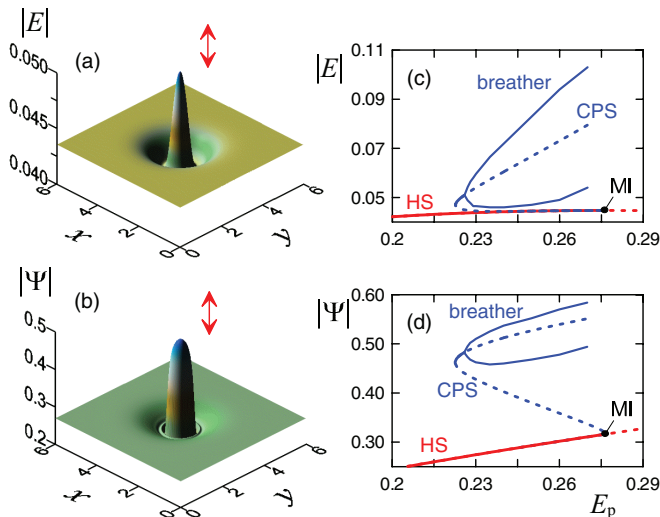 |E|
(a)
0.050
0.045
0.040
6
4
2
0
x
0
2
4
6
y
|Ψ|
(b)
0.5
0.4
0.3
0.2
6
4
2
0
x
0
2
4
6
y
|E|
(c)
0.11
0.09
0.07
0.05
breather
CPS
MI
HS
0.2
0.23
0.26
0.29
|Ψ|
(d)
0.60
0.50
0.40
0.30
breather
CPS
MI
HS
0.2
0.23
0.26
0.29
Eₚ